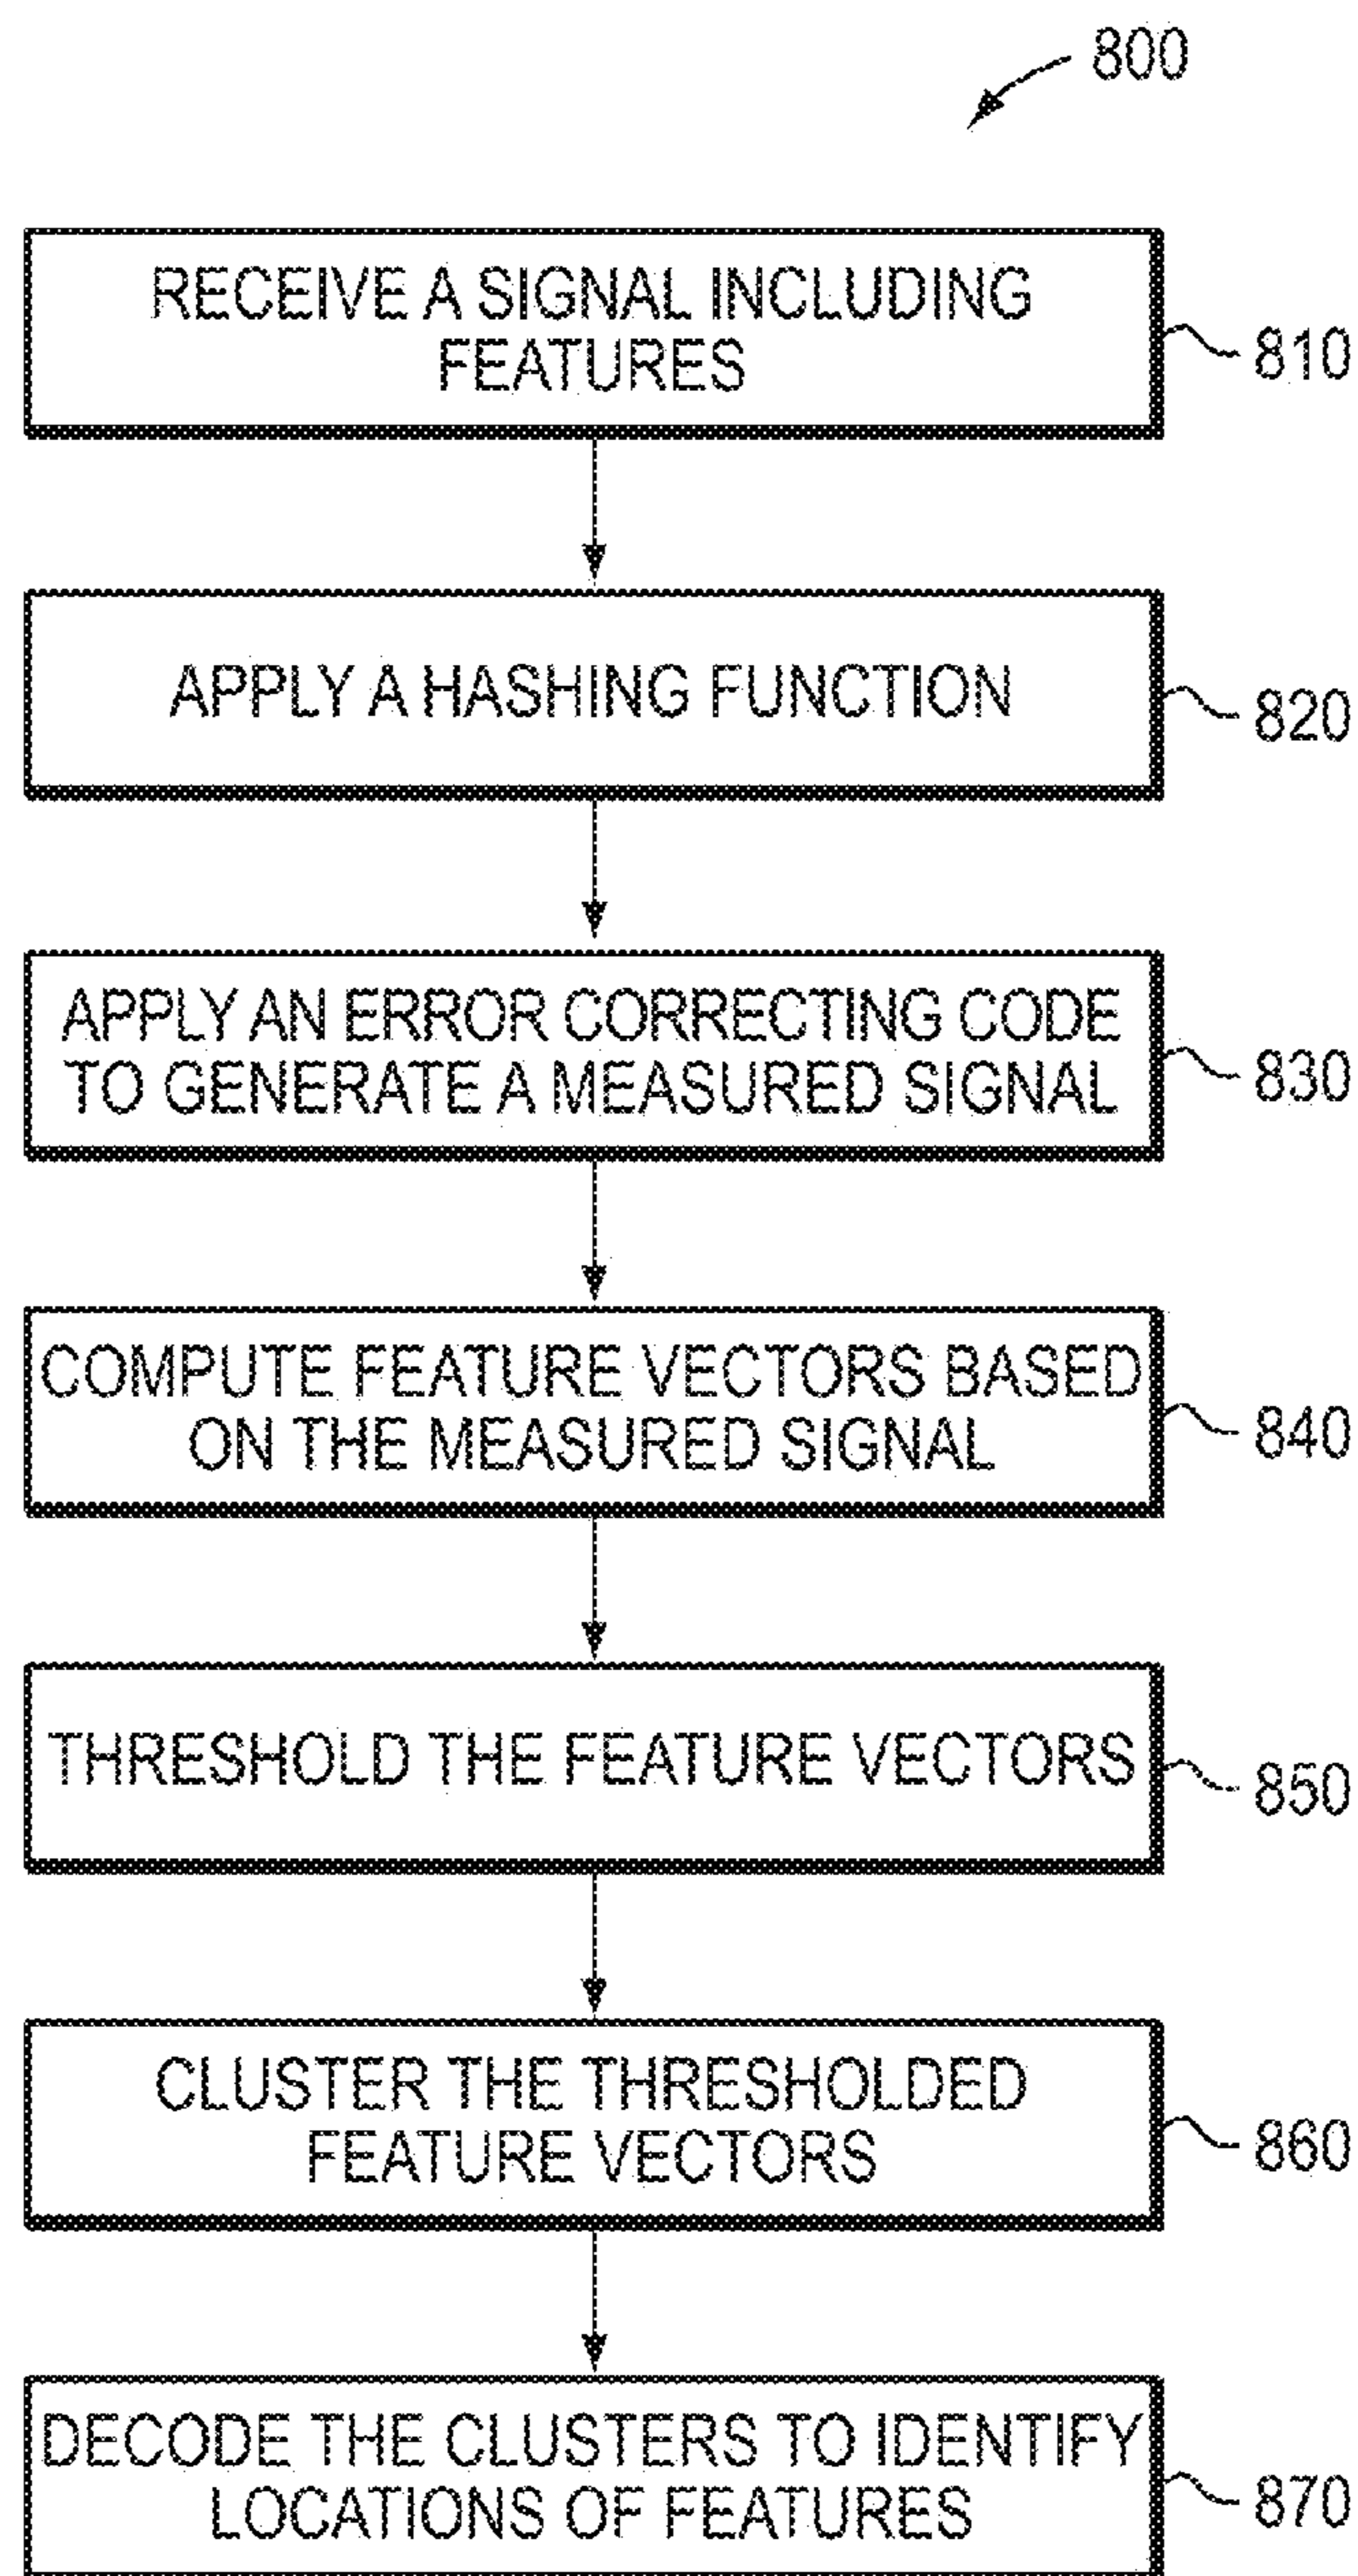 800
RECEIVE A SIGNAL INCLUDING
FEATURES
810
APPLY A HASHING FUNCTION
820
APPLY AN ERROR CORRECTING CODE
TO GENERATE A MEASURED SIGNAL
830
COMPUTE FEATURE VECTORS BASED
ON THE MEASURED SIGNAL
840
THRESHOLD THE FEATURE VECTORS
850
CLUSTER THE THRESHOLDED
FEATURE VECTORS
860
DECODE THE CLUSTERS TO IDENTIFY
LOCATIONS OF FEATURES
870